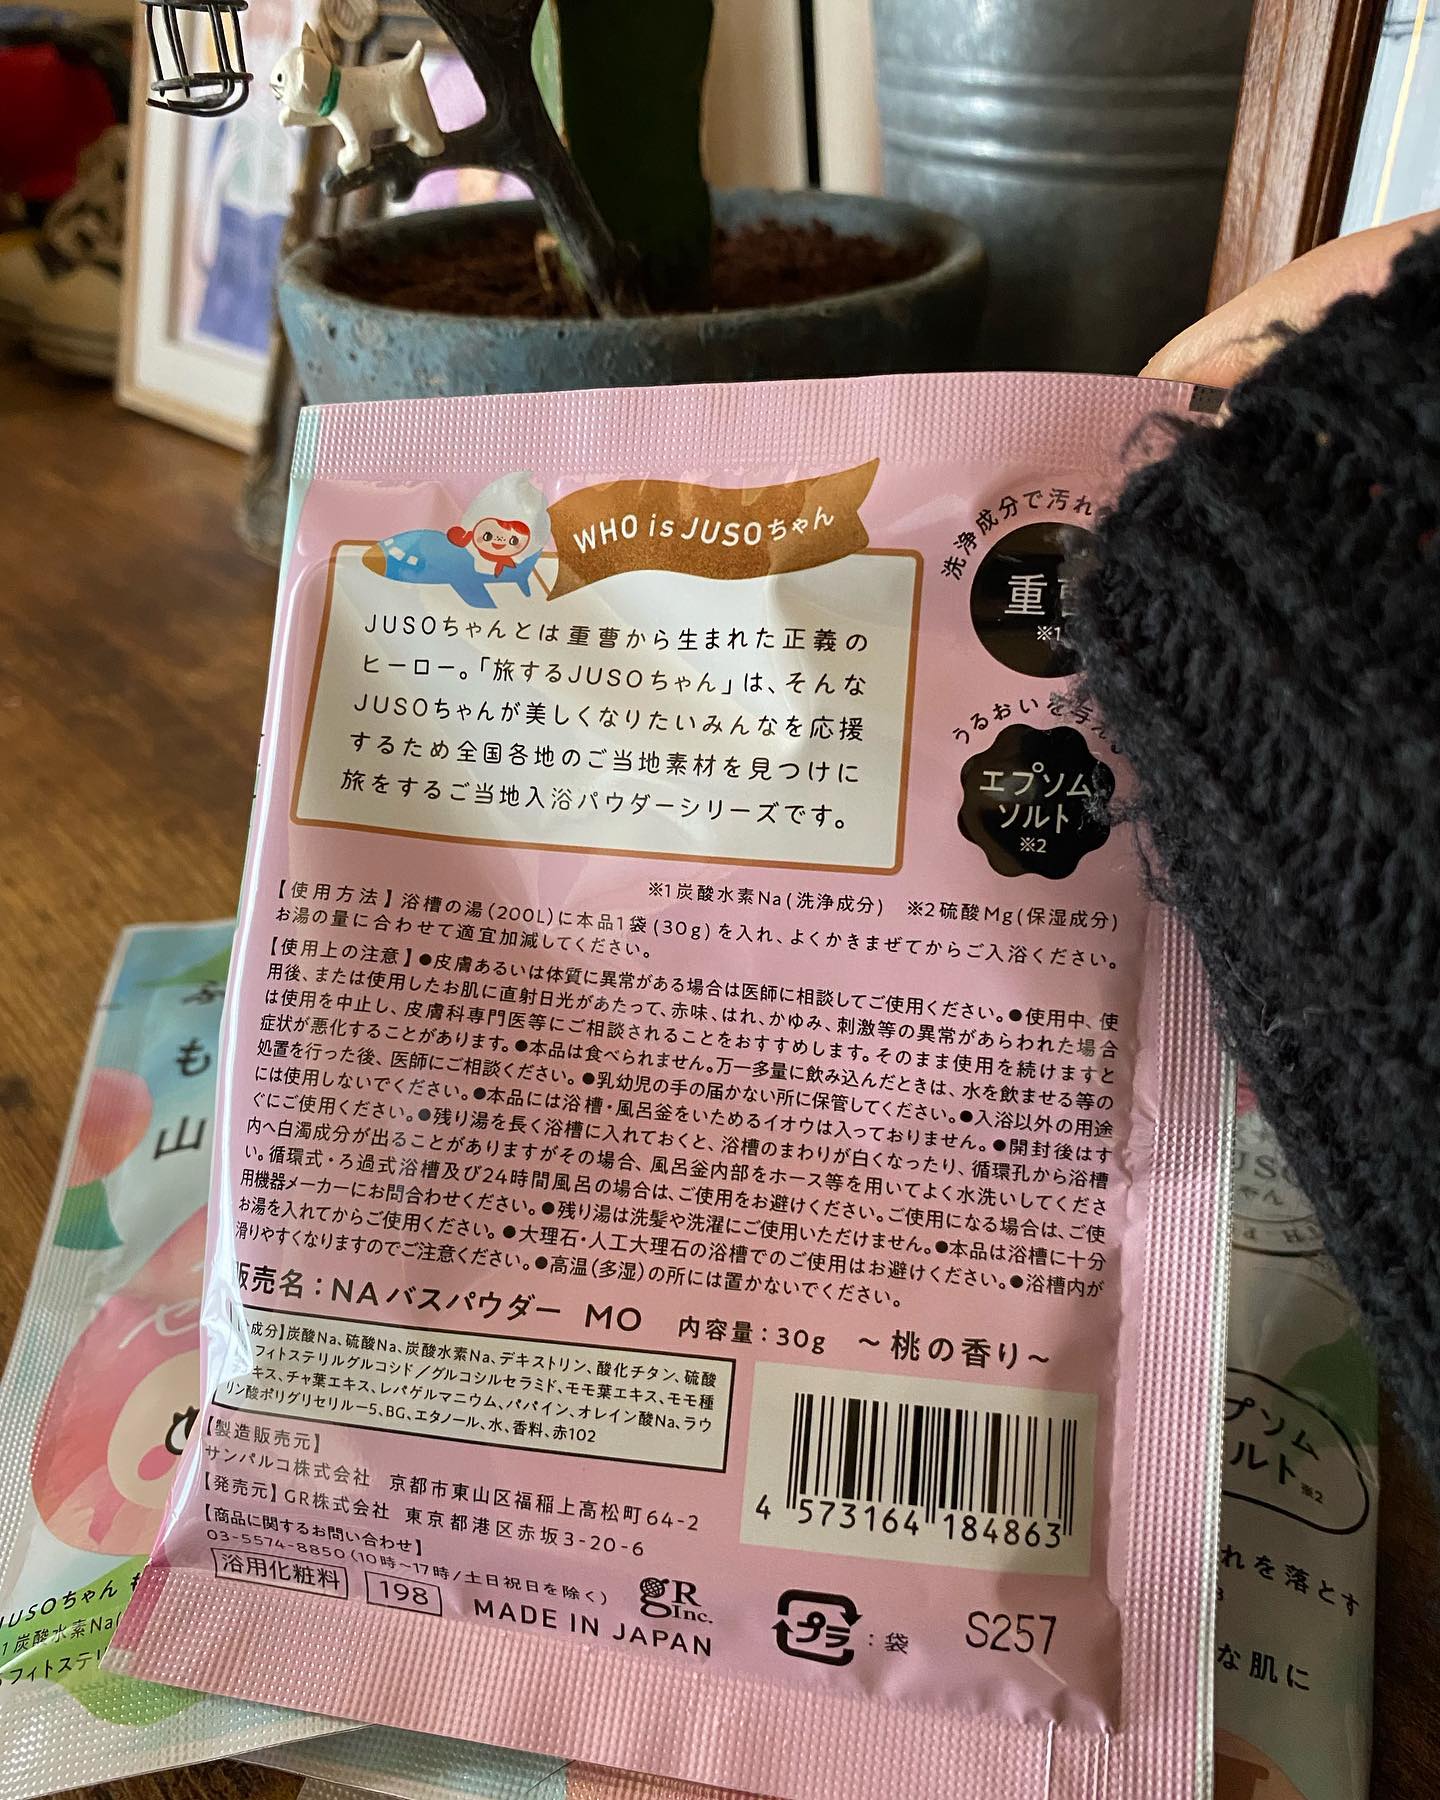 WHO is JUSOちゃん
JUSOちゃんとは重曹から生まれた正義の
ヒーロー。「旅するJUSOちゃん」は、そんな
JUSOちゃんが美しくなりたいみんなを応援
するため全国各地のご当地素材を見つけに
旅をするご当地入浴パウダーシリーズです。
洗浄成分で汚れ
重
※1
うるおいを与える
エプソム
ソルト
※2
※1炭酸水素Na(洗浄成分) ※2硫酸Mg(保湿成分)
【使用方法】浴槽の湯(200L)に本品1袋(30g)を入れ、よくかきまぜてからご入浴ください。
お湯の量に合わせて適宜加減してください。
【使用上の注意】●皮膚あるいは体質に異常がある場合は医師に相談してご使用ください。●使用中、使
用後、または使用したお肌に直射日光があたって、赤味、はれ、かゆみ、刺激等の異常があらわれた場合
は使用を中止し、皮膚科専門医等にご相談されることをおすすめします。そのまま使用を続けますと
症状が悪化することがあります。●本品は食べられません。万一多量に飲み込んだときは、水を飲ませる等の
処置を行った後、医師にご相談ください。●乳幼児の手の届かない所に保管してください。●入浴以外の用途
には使用しないでください。●本品には浴槽・風呂釜をいためるイオウは入っておりません。●開封後はす
ぐにご使用ください。●残り湯を長く浴槽に入れておくと、浴槽のまわりが白くなったり、循環孔から浴槽
内へ白濁成分が出ることがありますがその場合、風呂釜内部をホース等を用いてよく水洗いしてくださ
い。循環式・ろ過式浴槽及び24時間風呂の場合は、ご使用をお避けください。ご使用になる場合は、ご使
用機器メーカーにお問合わせください。●残り湯は洗髪や洗濯にご使用いただけません。●本品は浴槽に十分
お湯を入れてからご使用ください。●大理石・人工大理石の浴槽でのご使用はお避けください。●浴槽内が
滑りやすくなりますのでご注意ください。●高温(多湿)の所には置かないでください。
販売名：NAバスパウダー MO 内容量：30g ～桃の香り～
成分】炭酸Na、硫酸Na、炭酸水素Na、デキストリン、酸化チタン、硫酸
フィトステリルグルコシド／グルコシルセラミド、モモ葉エキス、モモ種
キス、チャ葉エキス、レパゲルマニウム、パパイン、オレイン酸Na、ラウ
リン酸ポリグリセリル－5、BG、エタノール、水、香料、赤102
【製造販売元】
サンパルコ株式会社 京都市東山区福稲上高松町64-2
【発売元】GR株式会社 東京都港区赤坂3-20-6
【商品に関するお問い合わせ】
03-5574-8850(10時～17時/土日祝日を除く)
浴用化粧料 198 MADE IN JAPAN
gR
Inc.
プラ：袋
S257
4 573164 184863
も
山
JUSOちゃん
1炭酸水素Na(
フィトステリ
ちゃん
プソム
ルト※2
れを落とす
な肌に